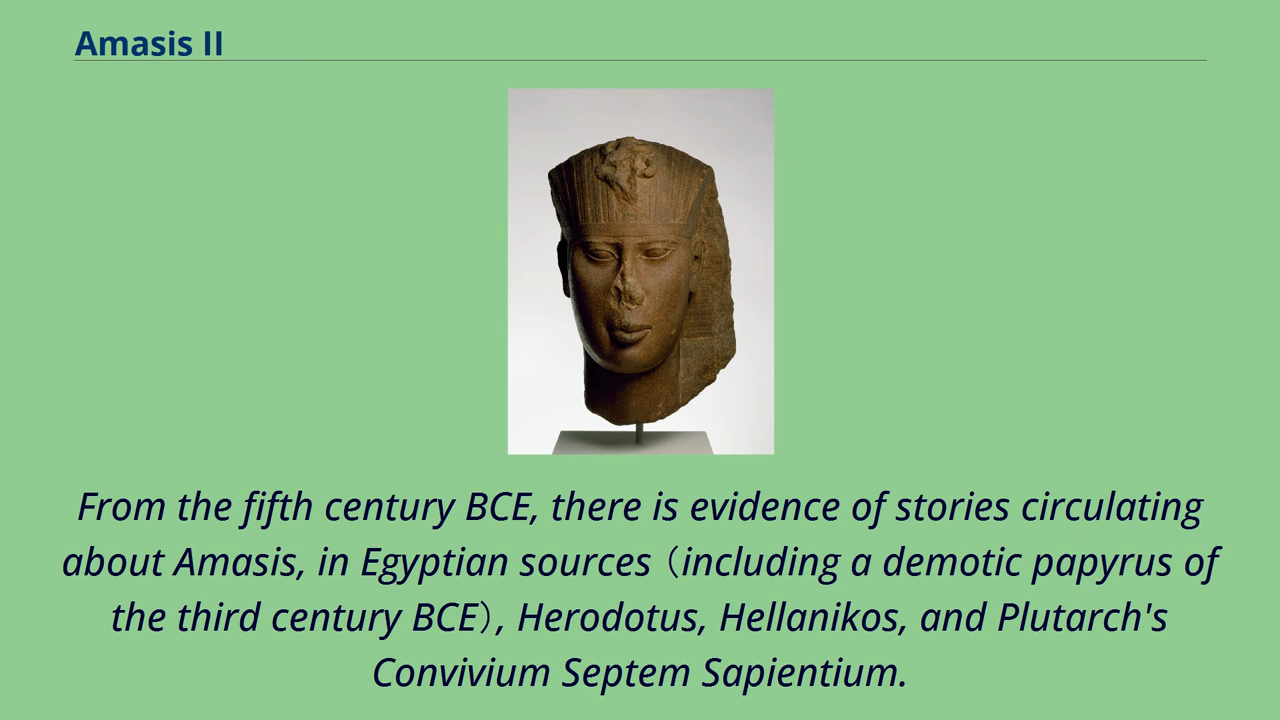 Amasis II
From the fifth century BCE, there is evidence of stories circulating
about Amasis, in Egyptian sources（including a demotic papyrus of
the third century BCE）, Herodotus, Hellanikos, and Plutarch's
Convivium Septem Sapientium.